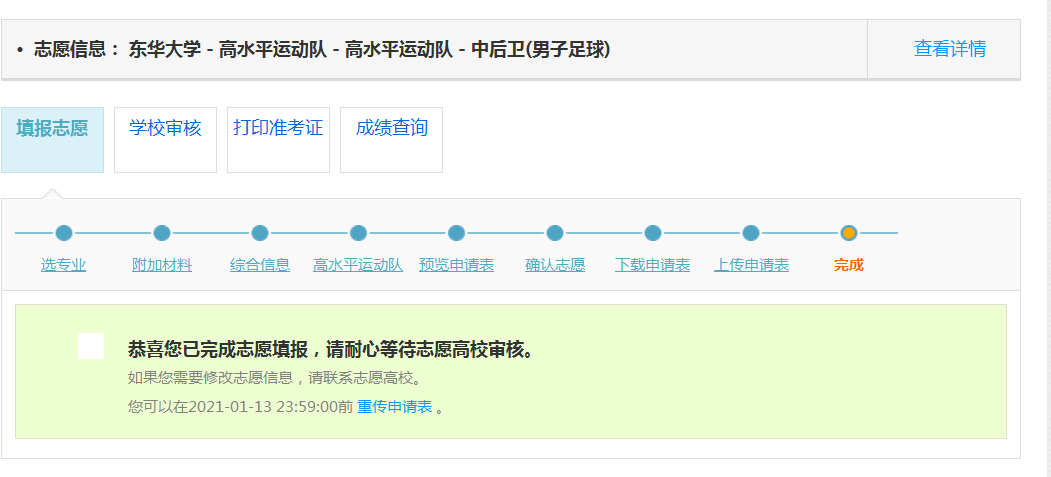 • 志愿信息： 东华大学 - 高水平运动队 - 高水平运动队 - 中后卫(男子足球) 查看详情
填报志愿 学校审核 打印准考证 成绩查询
选专业 附加材料 综合信息 高水平运动队 预览申请表 确认志愿 下载申请表 上传申请表 完成
恭喜您已完成志愿填报，请耐心等待志愿高校审核。
如果您需要修改志愿信息，请联系志愿高校。
您可以在2021-01-13 23:59:00前 重传申请表 。